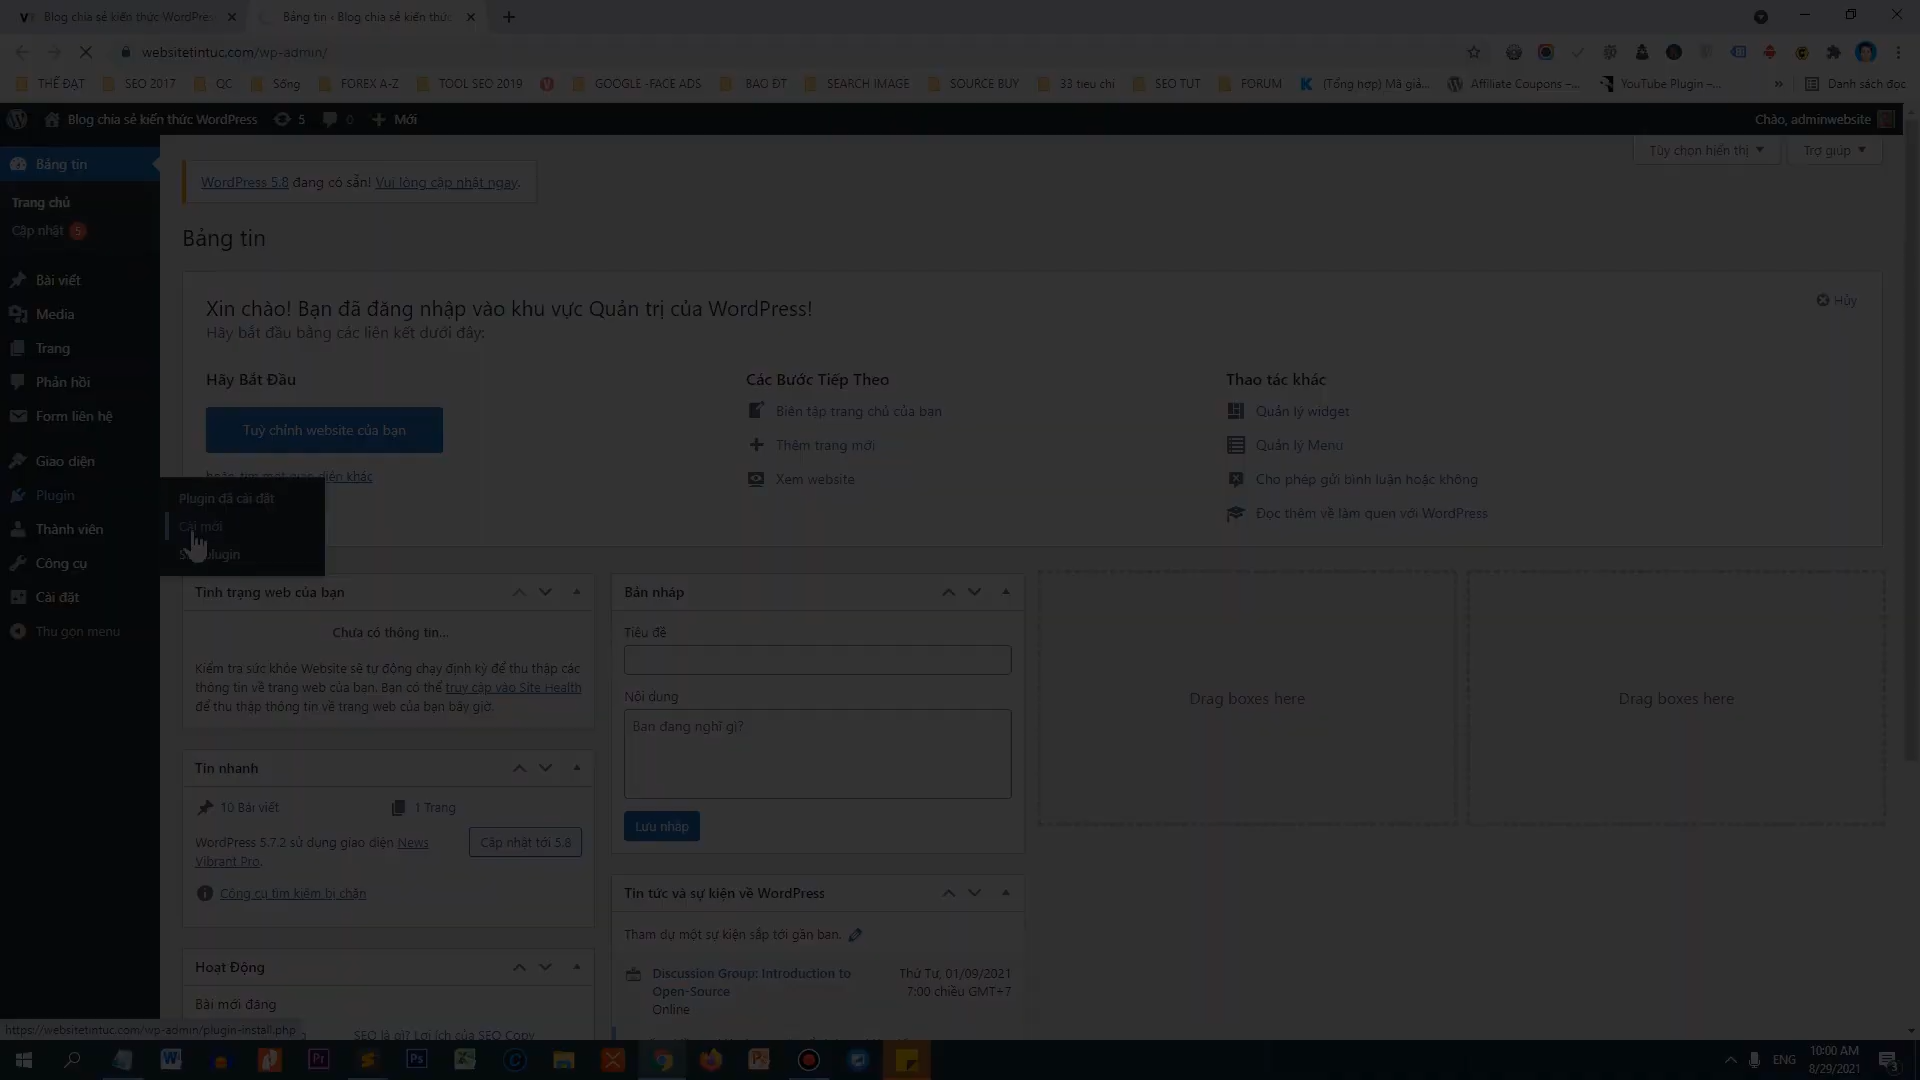 Blog chia sẻ kiến thức WordPre
Bảng tin ‹ Blog chia sẻ kiến thức
websitetintuc.com/wp-admin/
THẾ ĐẠT
SEO 2017
QC
Sống
FOREX A-Z
TOOL SEO 2019
GOOGLE -FACE ADS
BAO ĐT
SEARCH IMAGE
SOURCE BUY
33 tieu chi
SEO TUT
FORUM
(Tổng hợp) Mã giả...
Affiliate Coupons –...
YouTube Plugin –...
»
Danh sách đọc
Blog chia sẻ kiến thức WordPress
5
0
Mới
Chào, adminwebsite
Bảng tin
Trang chủ
Cập nhật 5
Bài viết
Media
Trang
Phản hồi
Form liên hệ
Giao diện
Plugin
Thành viên
Công cụ
Cài đặt
Thu gọn menu
Plugin đã cài đặt
Cài mới
plugin
Tùy chọn hiển thị
Trợ giúp
WordPress 5.8 đang có sẵn! Vui lòng cập nhật ngay.
Bảng tin
Xin chào! Bạn đã đăng nhập vào khu vực Quản trị của WordPress!
Hãy bắt đầu bằng các liên kết dưới đây:
Hủy
Hãy Bắt Đầu
Tuỳ chỉnh website của bạn
hoặc, tìm một giao diện khác
Các Bước Tiếp Theo
Biên tập trang chủ của bạn
Thêm trang mới
Xem website
Thao tác khác
Quản lý widget
Quản lý Menu
Cho phép gửi bình luận hoặc không
Đọc thêm về làm quen với WordPress
Tình trạng web của bạn
Chưa có thông tin...
Kiểm tra sức khỏe Website sẽ tự động chạy định kỳ để thu thập các
thông tin về trang web của bạn. Bạn có thể truy cập vào Site Health
để thu thập thông tin về trang web của bạn bây giờ.
Tin nhanh
10 Bài viết
1 Trang
WordPress 5.7.2 sử dụng giao diện News
Vibrant Pro.
Cập nhật tới 5.8
Công cụ tìm kiếm bị chặn
Hoạt Động
Bài mới đăng
SEO là gì? Lợi ích của SEO Copy
Bản nháp
Tiêu đề
Nội dung
Bạn đang nghĩ gì?
Lưu nháp
Tin tức và sự kiện về WordPress
Tham dự một sự kiện sắp tới gần bạn.
Discussion Group: Introduction to
Open-Source
Online
Thứ Tư, 01/09/2021
7:00 chiều GMT+7
Drag boxes here
Drag boxes here
https://websitetintuc.com/wp-admin/plugin-install.php
ENG
10:00 AM
8/29/2021
3